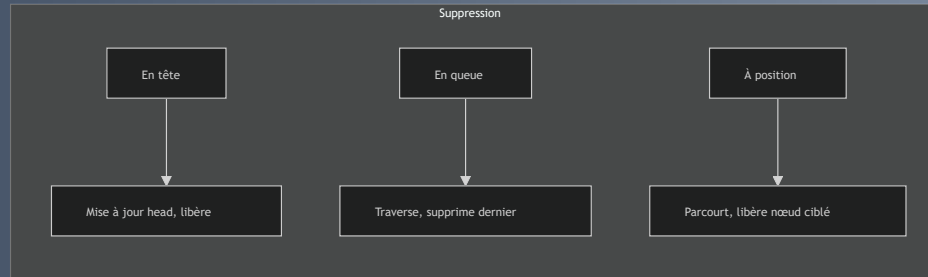 Suppression
En tête
En queue
À position
Mise à jour head, libère
Traverse, supprime dernier
Parcourt, libère nœud ciblé